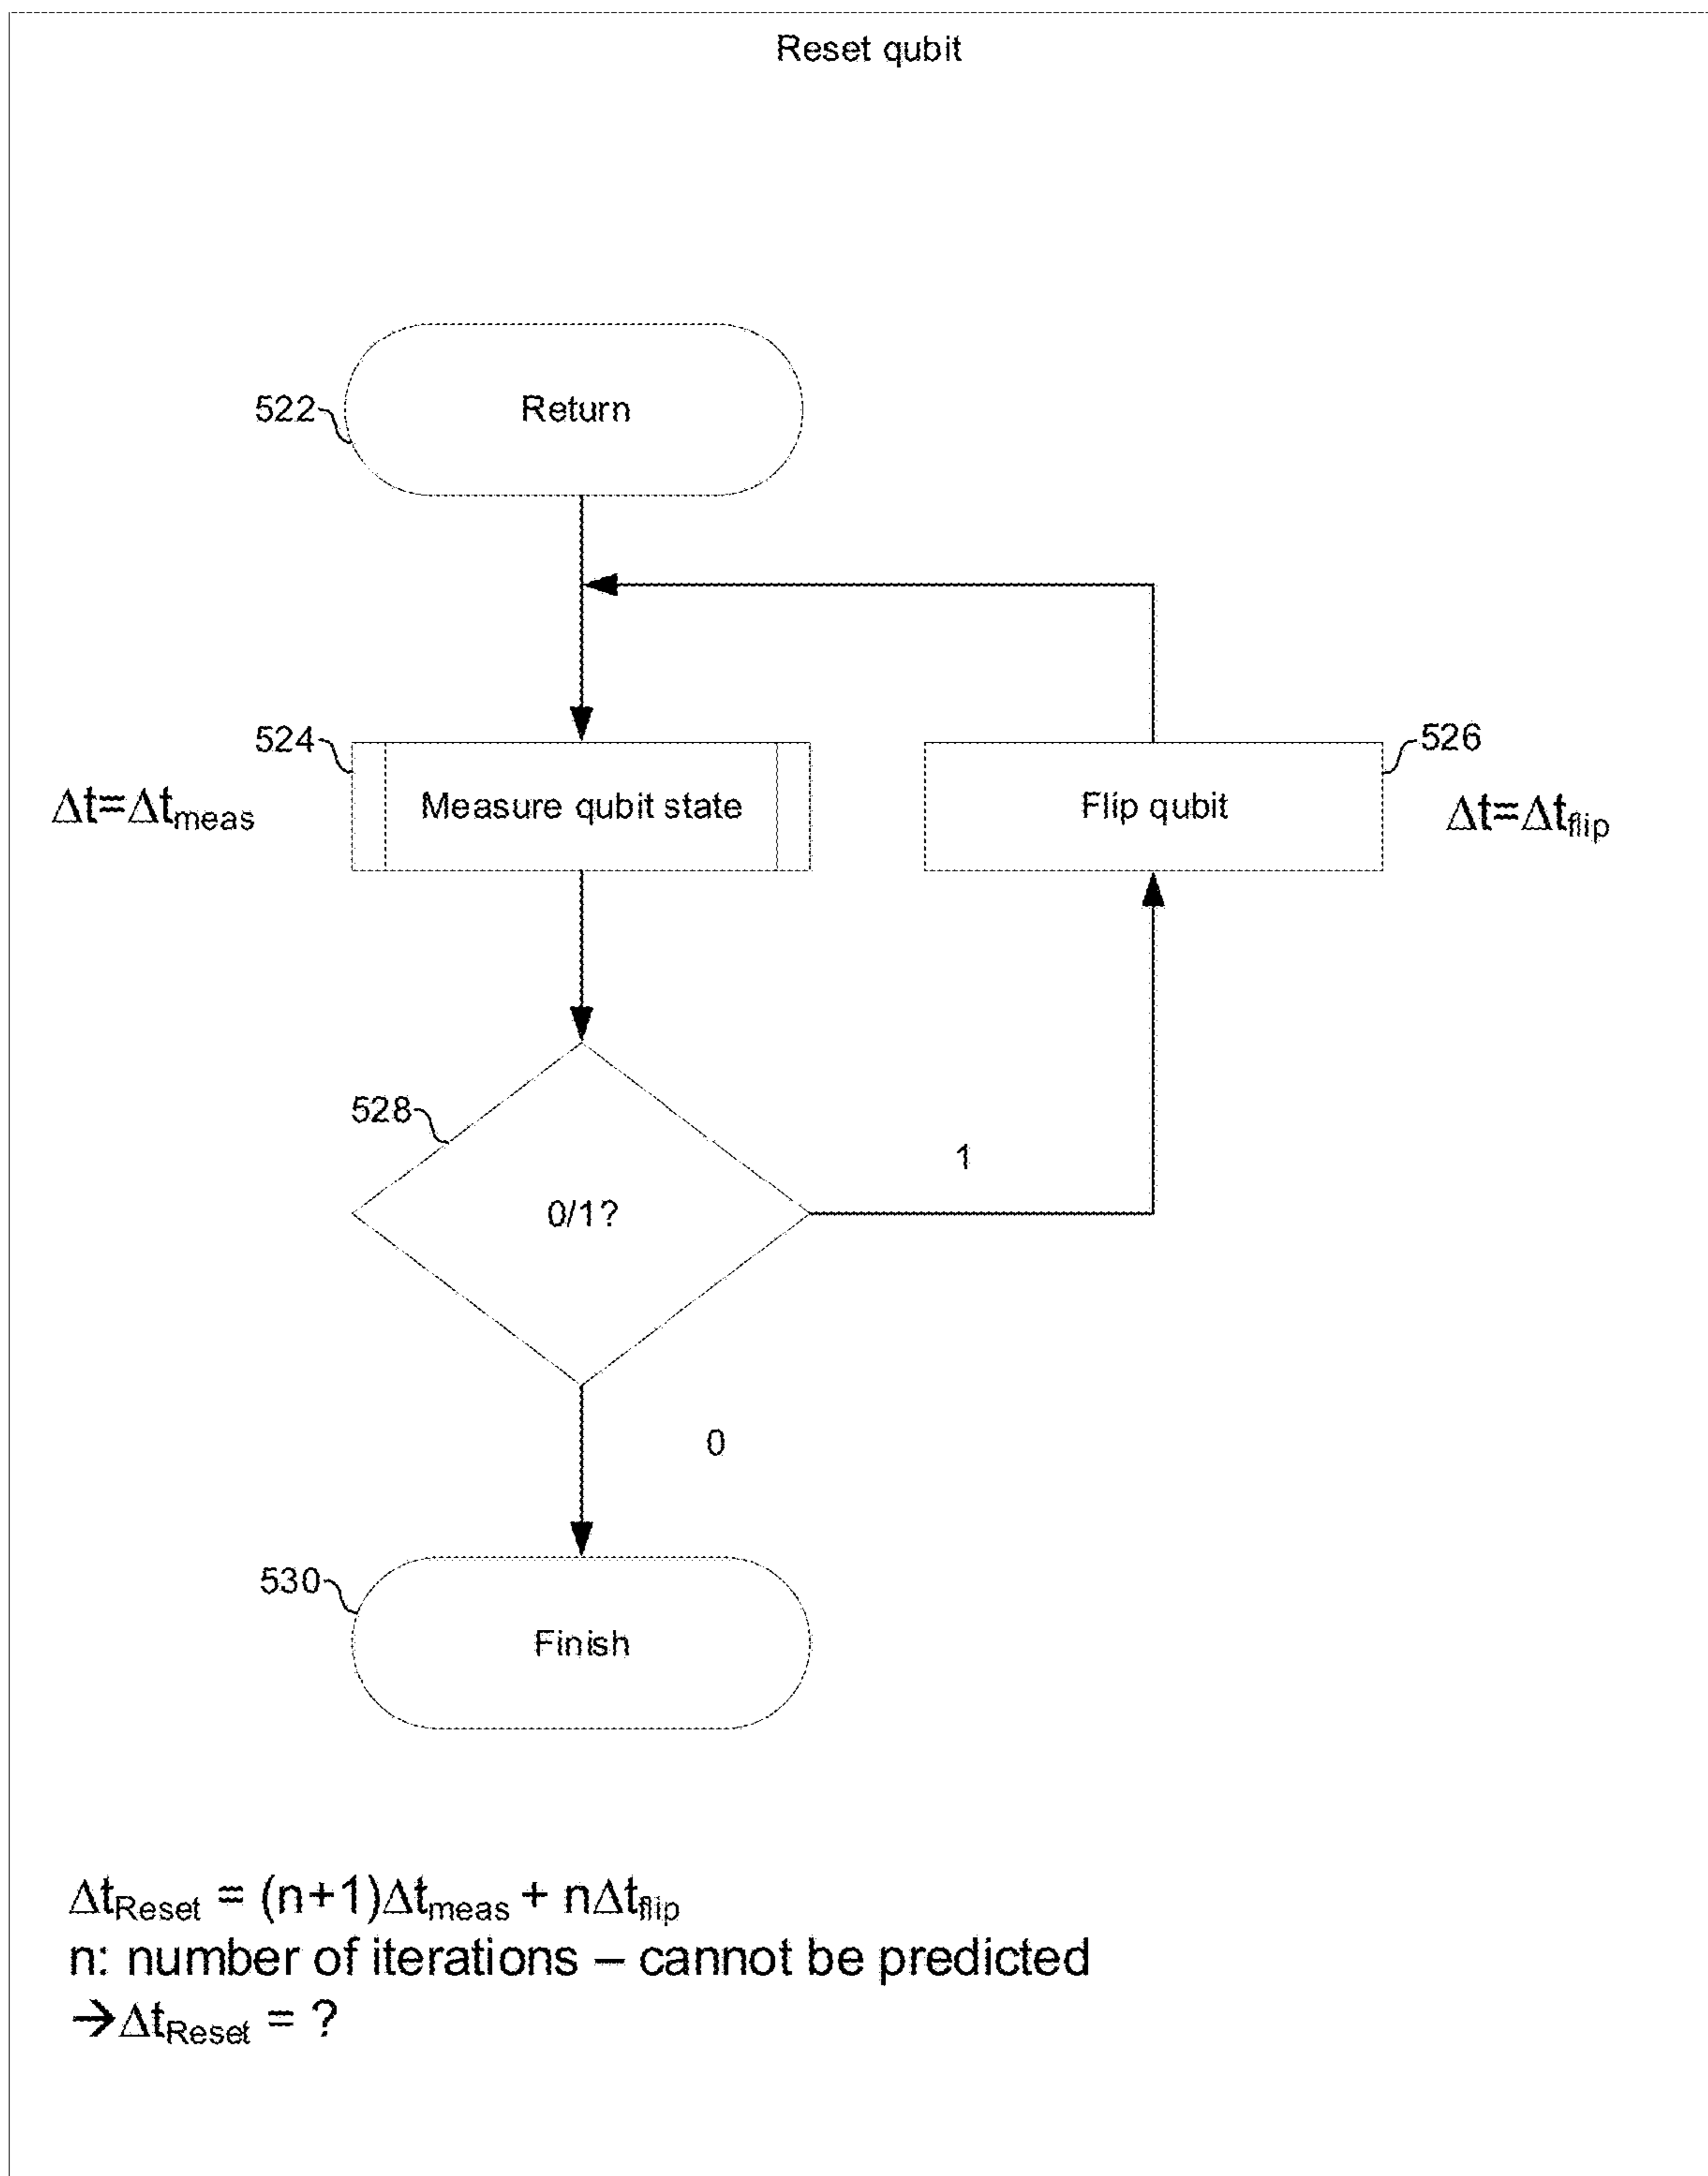 Reset qubit
522
Return
524
Δt=Δtmeas
Measure qubit state
526
Flip qubit
Δt=Δtflip
528
0/1?
1
0
530
Finish
ΔtReset = (n+1)Δtmeas + nΔtflip
n: number of iterations – cannot be predicted
→ΔtReset = ?